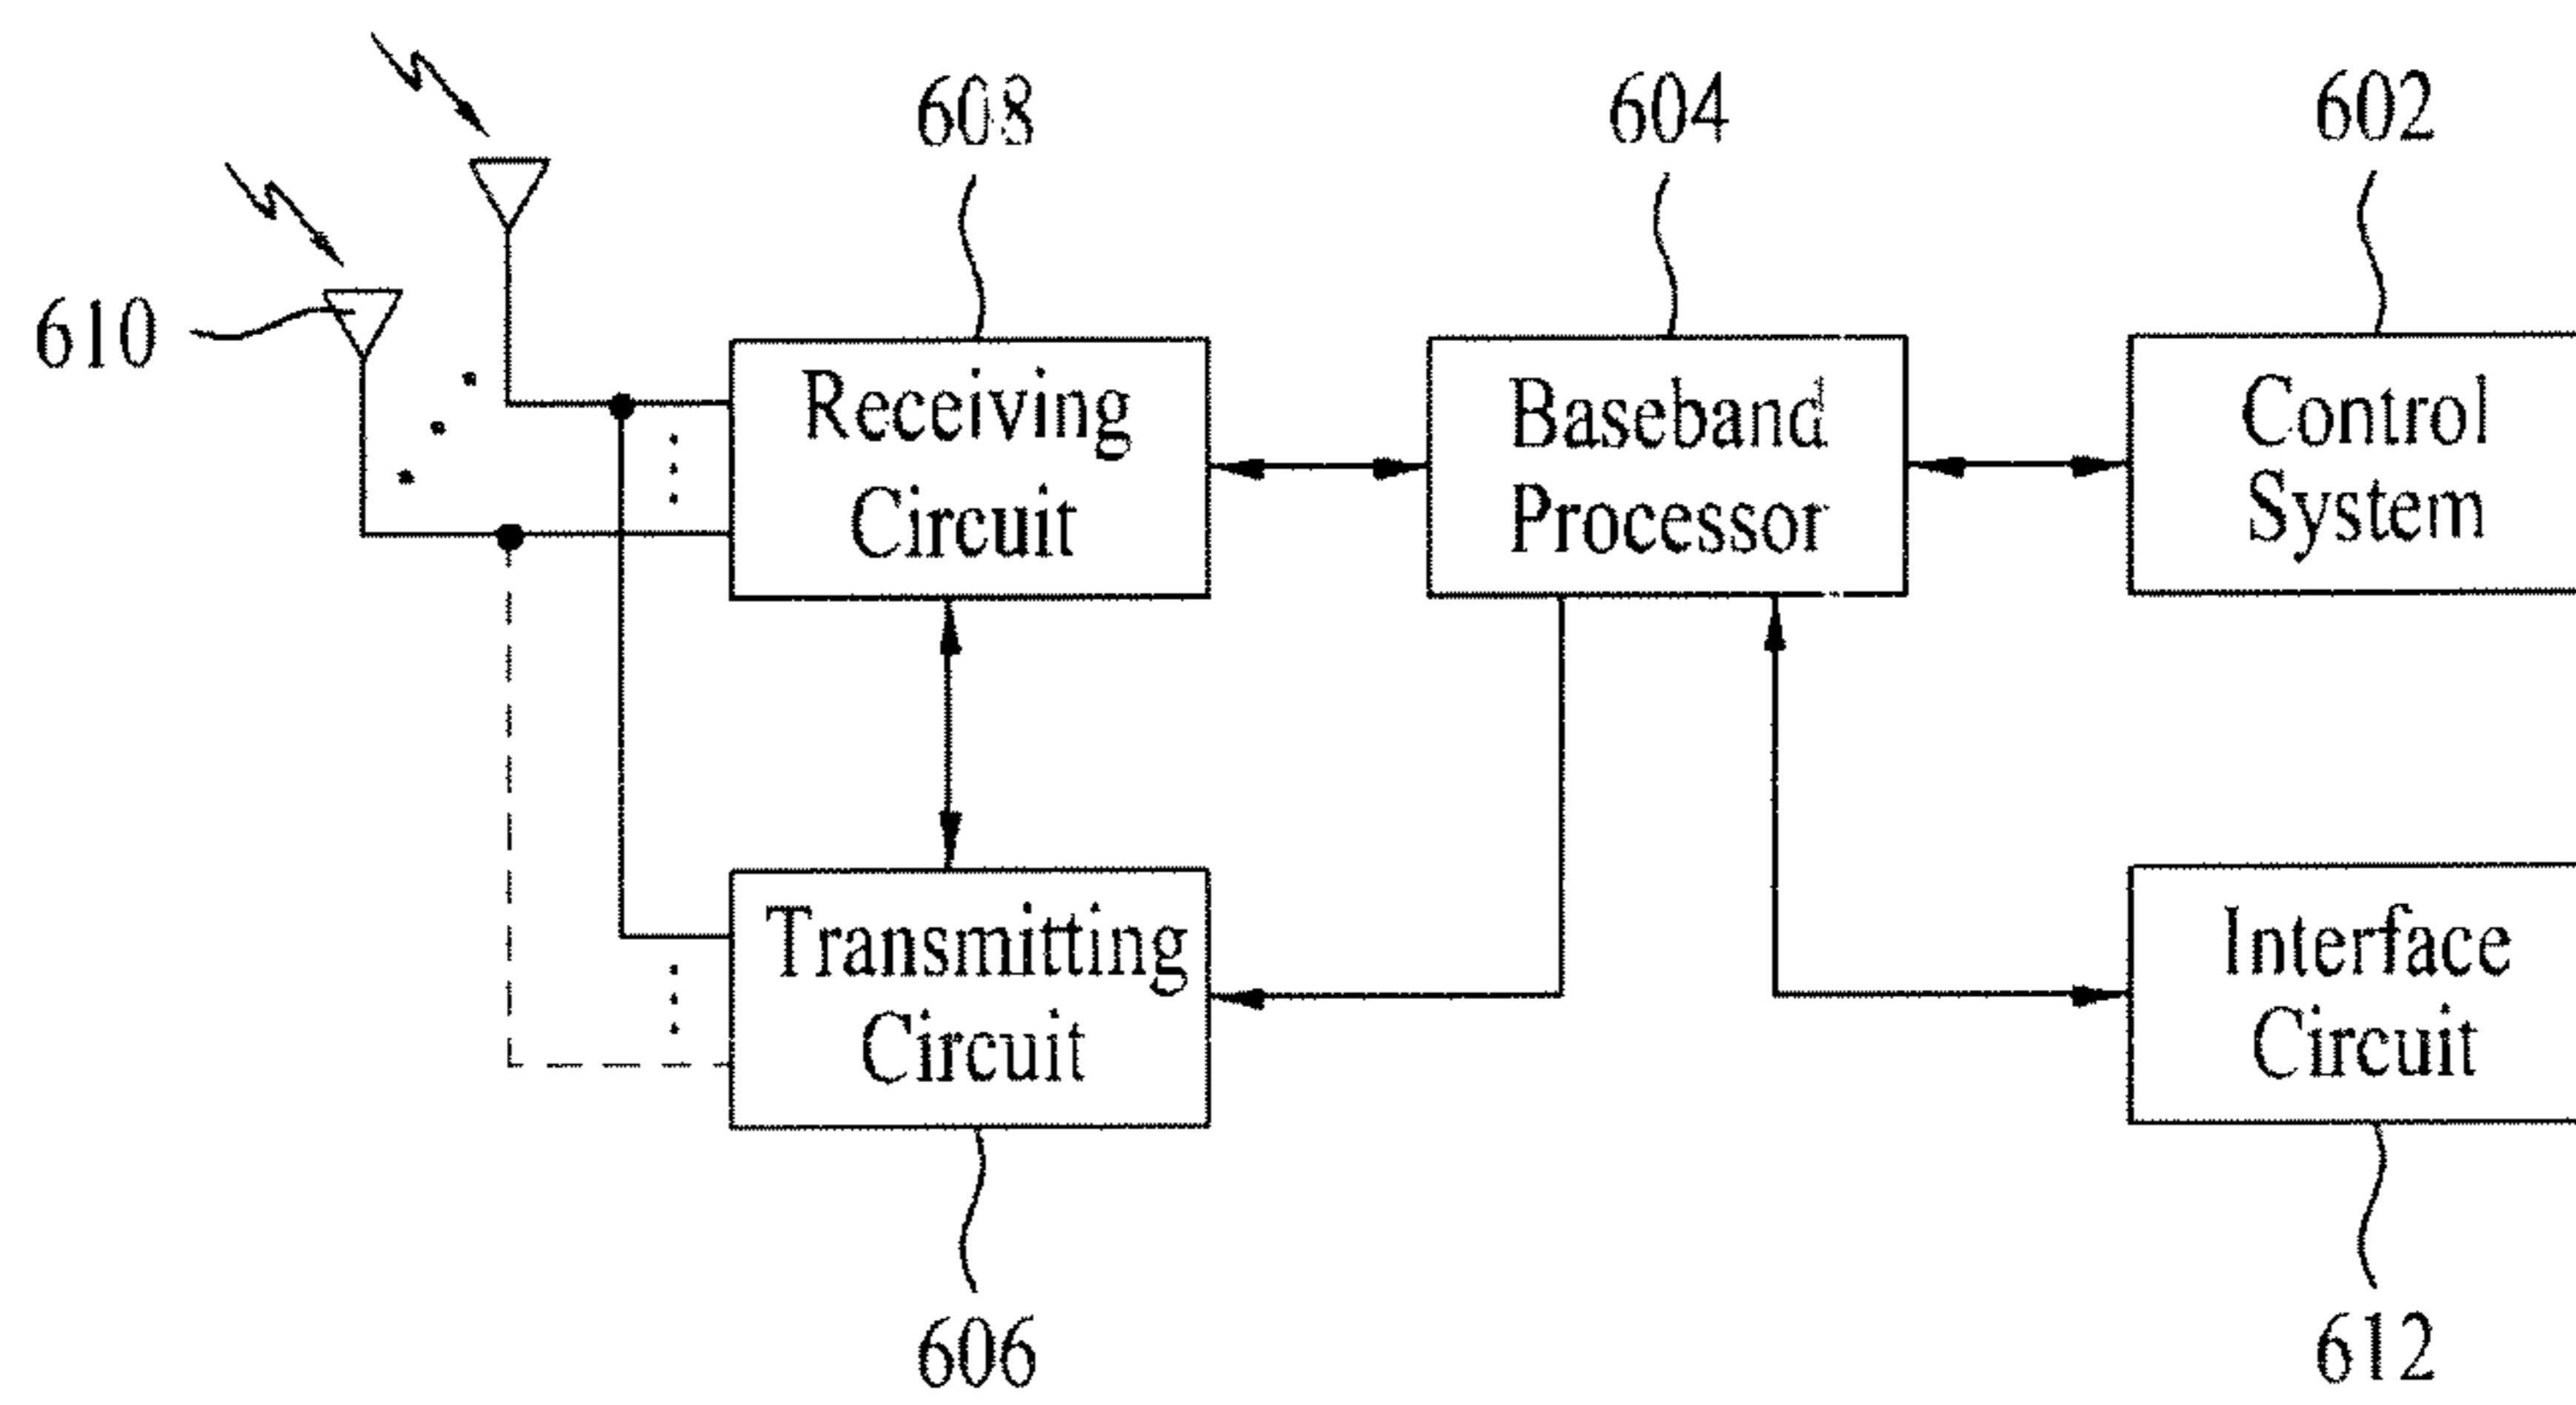 608
604
602
610
Receiving
Circuit
Baseband
Processor
Control
System
Transmitting
Circuit
Interface
Circuit
606
612